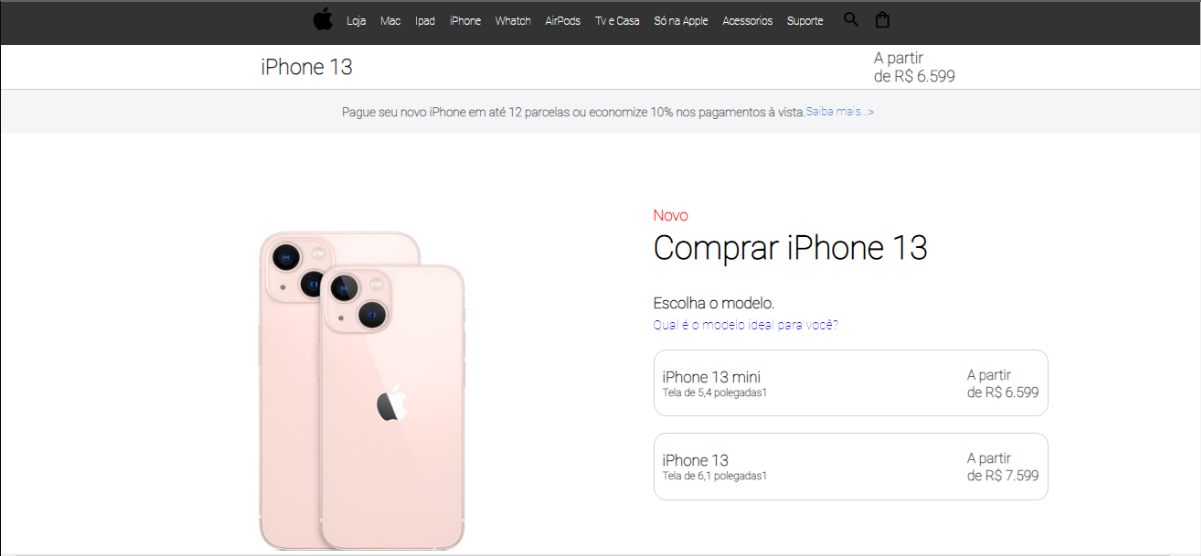 Loja Mac Ipad iPhone Whatch AirPods Tv e Casa Só na Apple Acessorios Suporte
iPhone 13
A partir
de R$ 6.599
Pague seu novo iPhone em até 12 parcelas ou economize 10% nos pagamentos à vista.Saiba mais...>
Novo
Comprar iPhone 13
Escolha o modelo.
Qual é o modelo ideal para você?
iPhone 13 mini
Tela de 5,4 polegadas1
A partir
de R$ 6.599
iPhone 13
Tela de 6,1 polegadas1
A partir
de R$ 7.599